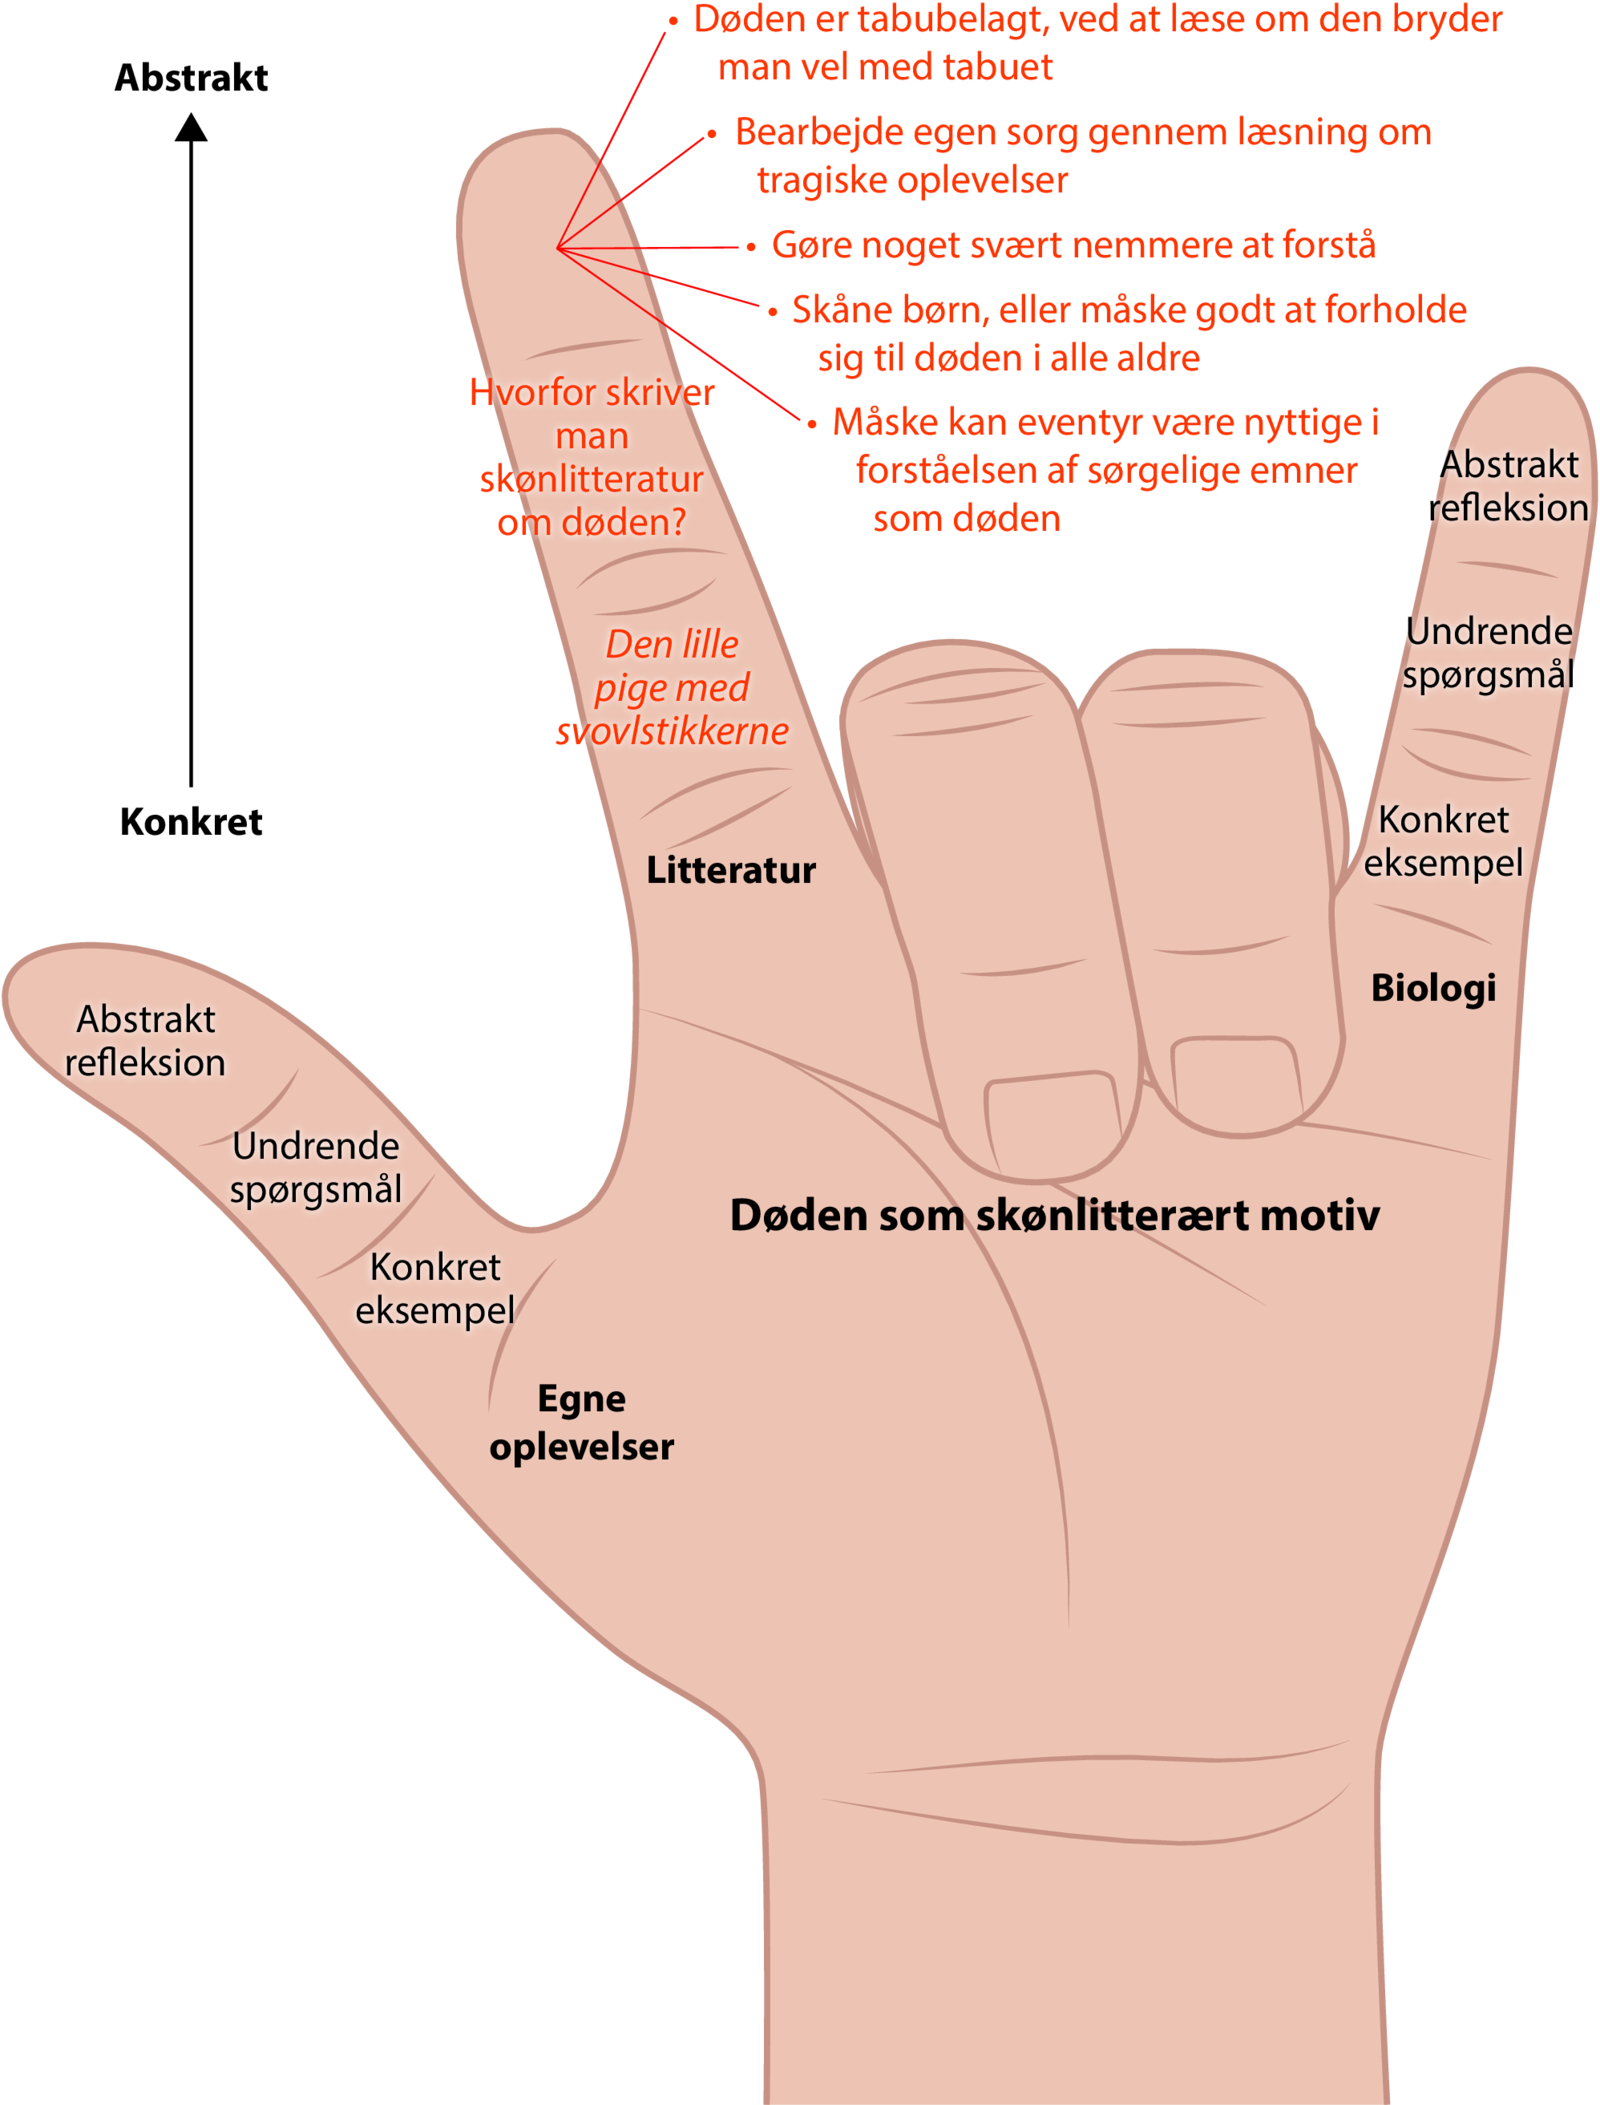 Abstrakt
Konkret
• Døden er tabubelagt, ved at læse om den bryder
man vel med tabuet
• Bearbejde egen sorg gennem læsning om
tragiske oplevelser
• Gøre noget svært nemmere at forstå
• Skåne børn, eller måske godt at forholde
sig til døden i alle aldre
• Måske kan eventyr være nyttige i
forståelsen af sørgelige emner
som døden
Hvorfor skriver
man
skønlitteratur
om døden?
Den lille
pige med
svovlstikkerne
Litteratur
Abstrakt
refleksion
Undrende
spørgsmål
Konkret
eksempel
Biologi
Abstrakt
refleksion
Undrende
spørgsmål
Konkret
eksempel
Egne
oplevelser
Døden som skønlitterært motiv